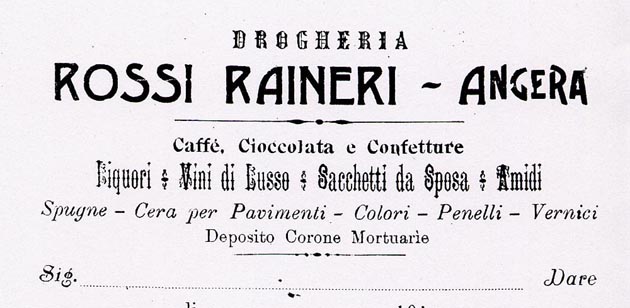 DROGHERIA
ROSSI RAINERI - ANGERA
Caffé, Cioccolata e Confetture
Liquori Vini di Lusso Sacchetti da Sposa Amidi
Spugne - Cera per Pavimenti - Colori - Penelli - Vernici
Deposito Corone Mortuarie
Sig. Dare